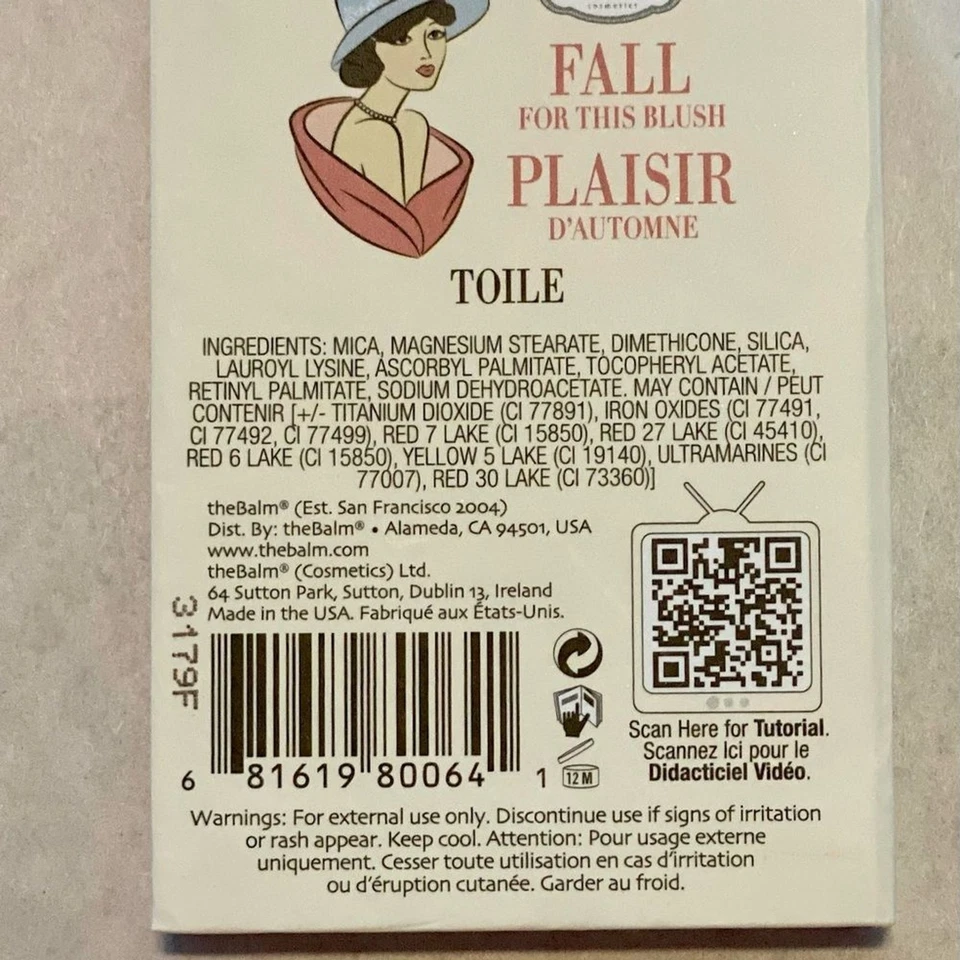 cosmetics
FALL
FOR THIS BLUSH
PLAISIR
D'AUTOMNE
TOILE
INGREDIENTS: MICA, MAGNESIUM STEARATE, DIMETHICONE, SILICA,
LAUROYL LYSINE, ASCORBYL PALMITATE, TOCOPHERYL ACETATE,
RETINYL PALMITATE, SODIUM DEHYDROACETATE. MAY CONTAIN / PEUT
CONTENIR [+/- TITANIUM DIOXIDE (CI 77891), IRON OXIDES (CI 77491,
CI 77492, CI 77499), RED 7 LAKE (CI 15850), RED 27 LAKE (CI 45410),
RED 6 LAKE (CI 15850), YELLOW 5 LAKE (CI 19140), ULTRAMARINES (CI
77007), RED 30 LAKE (CI 73360)]
theBalm® (Est. San Francisco 2004)
Dist. By: theBalm® • Alameda, CA 94501, USA
www.thebalm.com
theBalm® (Cosmetics) Ltd.
64 Sutton Park, Sutton, Dublin 13, Ireland
Made in the USA. Fabriqué aux États-Unis.
3179F
6 81619 80064 1
12 M
Scan Here for Tutorial.
Scannez Ici pour le
Didacticiel Vidéo.
Warnings: For external use only. Discontinue use if signs of irritation
or rash appear. Keep cool. Attention: Pour usage externe
uniquement. Cesser toute utilisation en cas d'irritation
ou d'éruption cutanée. Garder au froid.